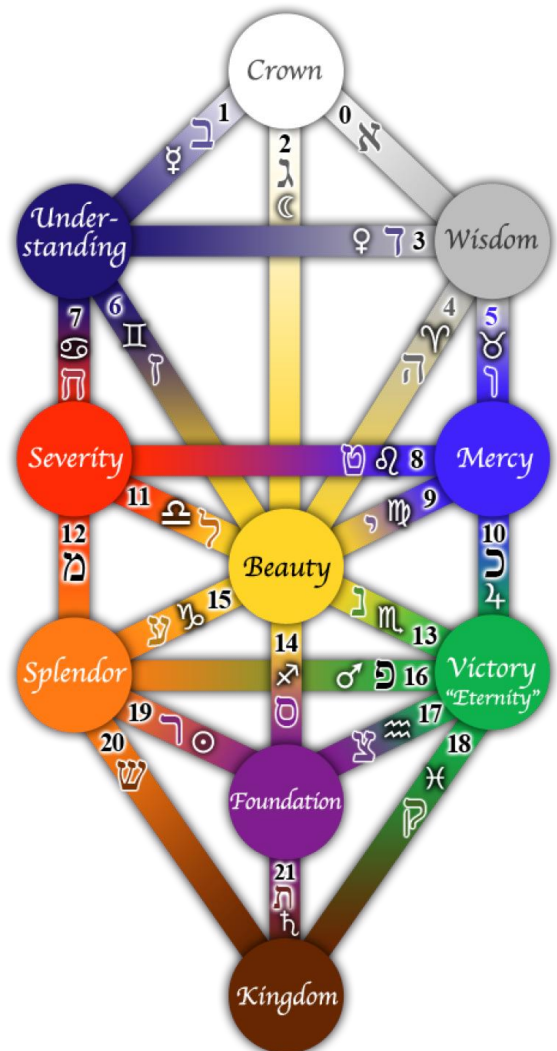 Crown
1
ב
☿
2
ג
☾
0
א
Under-
standing
♀ ד 3
Wisdom
7
♋
ח
6
♊
ז
4
♈
ה
5
♉
ו
Severity
ט ♌ 8
Mercy
11 ♎ ל
י ♍ 9
12
מ
10
כ
♃
Beauty
ע ♑ 15
נ ♏ 13
14
♐
ס
Splendor
♂ פ 16
Victory
"Eternity"
19 ר ☉
צ ♒ 17
20
ש
18
♓
ק
Foundation
21
ת
♄
Kingdom